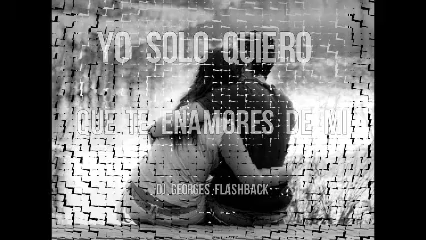 YO SOLO QUIERO
QUE TE ENAMORES DE MI
DJ GEORGES FLASHBACK